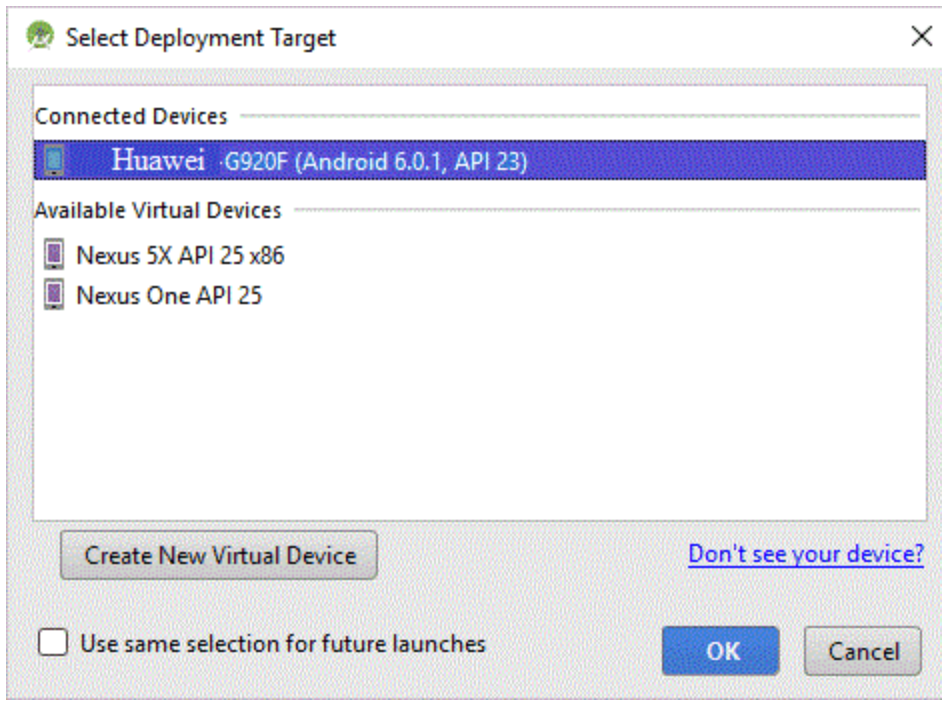 Select Deployment Target
Connected Devices
Huawei -G920F (Android 6.0.1, API 23)
Available Virtual Devices
Nexus 5X API 25 x86
Nexus One API 25
Create New Virtual Device
Don't see your device?
Use same selection for future launches
OK
Cancel